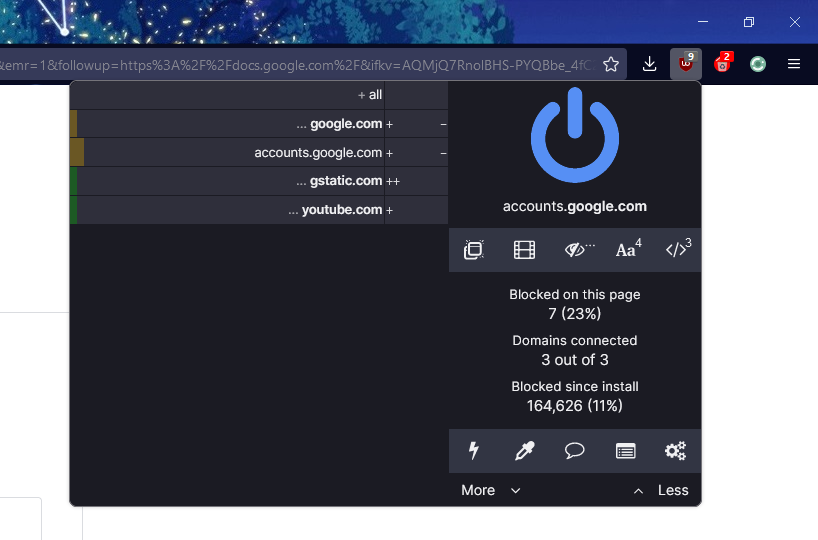 &emr=1&followup=https%3A%2F%2Fdocs.google.com%2F&ifkv=AQMjQ7RnolBHS-PYQBbe_4fC
9
2
+ all
... google.com + −
accounts.google.com + −
... gstatic.com ++
... youtube.com +
accounts.google.com
... Aa 4 </> 3
Blocked on this page
7 (23%)
Domains connected
3 out of 3
Blocked since install
164,626 (11%)
More Less